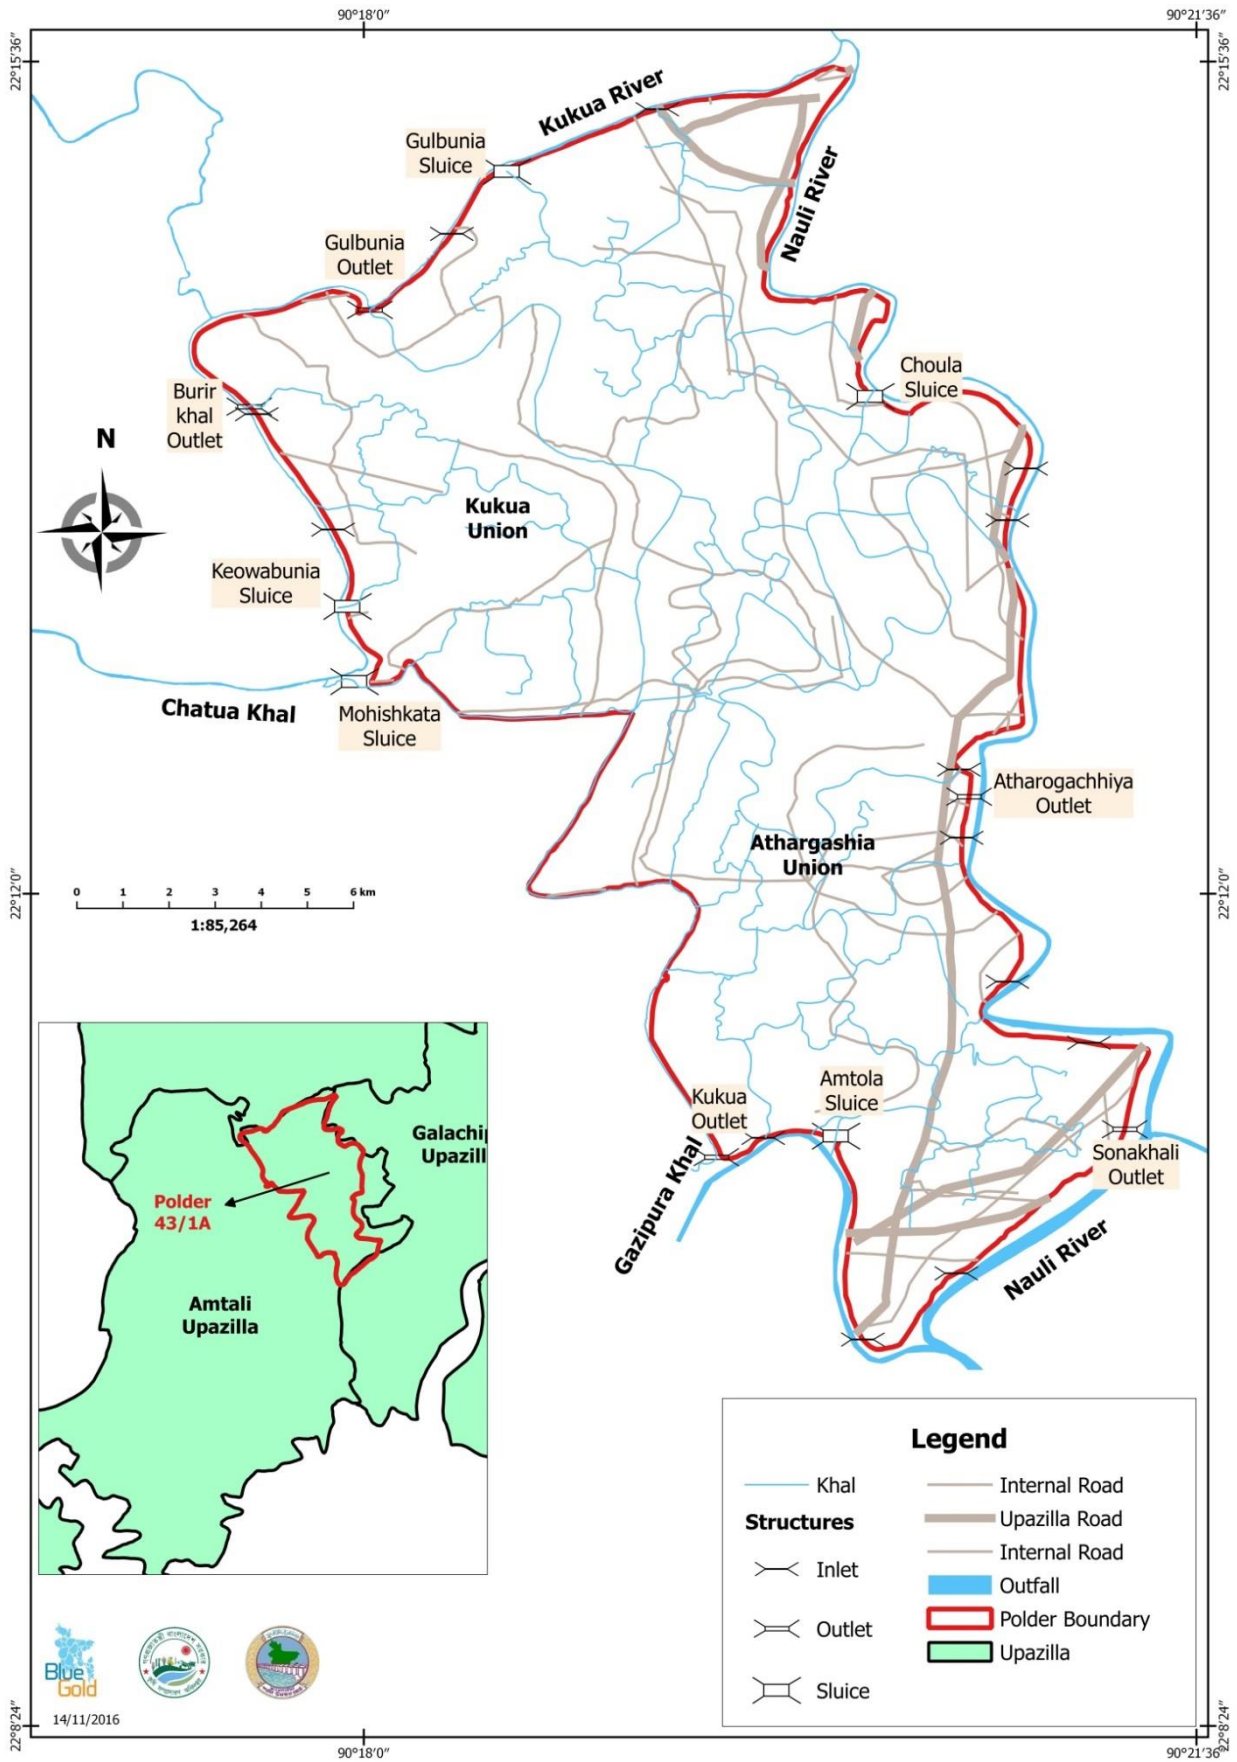 90°18'0"
90°21'36"
22°15'36"
22°15'36"
Kukua River
Gulbunia
Sluice
Nauli River
Gulbunia
Outlet
Choula
Sluice
Burir
khal
Outlet
N
Kukua
Union
Keowabunia
Sluice
Chatua Khal
Mohishkata
Sluice
Atharogachhiya
Outlet
Athargashia
Union
0 1 2 3 4 5 6 km
1:85,264
22°12'0"
22°12'0"
Kukua
Outlet
Amtola
Sluice
Sonakhali
Outlet
Gazipura Khal
Nauli River
Galachip
Upazill
Polder
43/1A
Amtali
Upazilla
Legend
Khal
Structures
Inlet
Outlet
Sluice
Internal Road
Upazilla Road
Internal Road
Outfall
Polder Boundary
Upazilla
Blue
Gold
14/11/2016
22°8'24"
22°8'24"
90°18'0"
90°21'36"